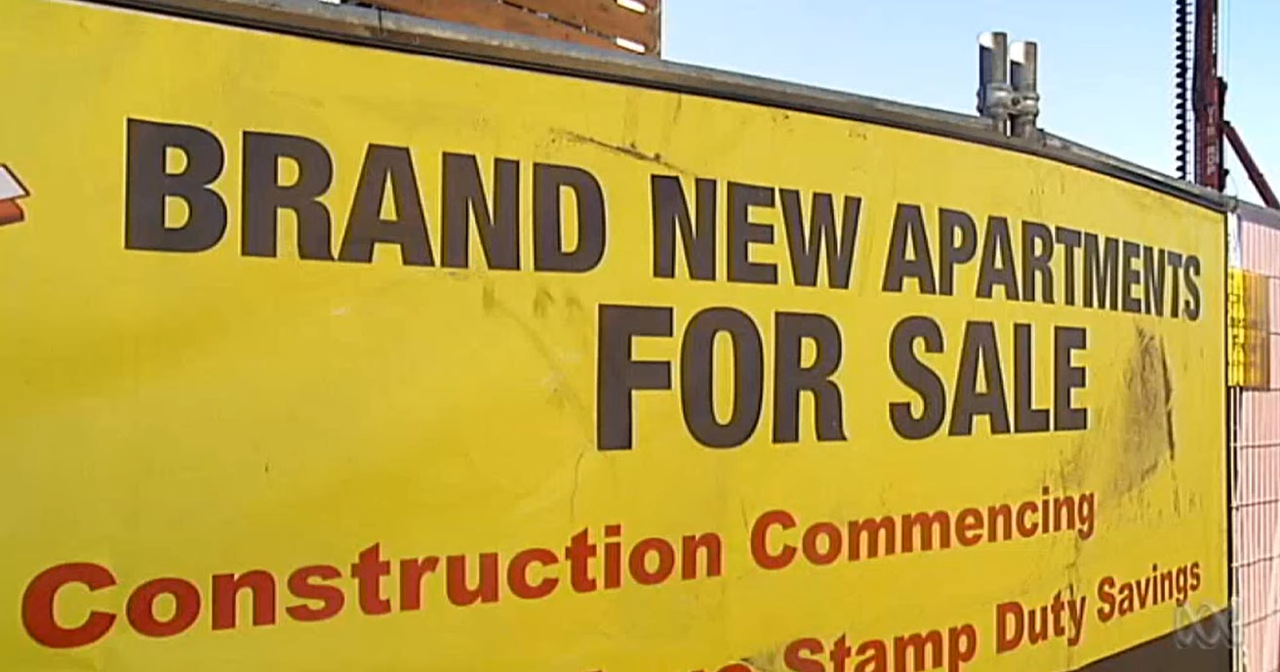 BRAND NEW APARTMENTS
FOR SALE
Construction Commencing
Stamp Duty Savings